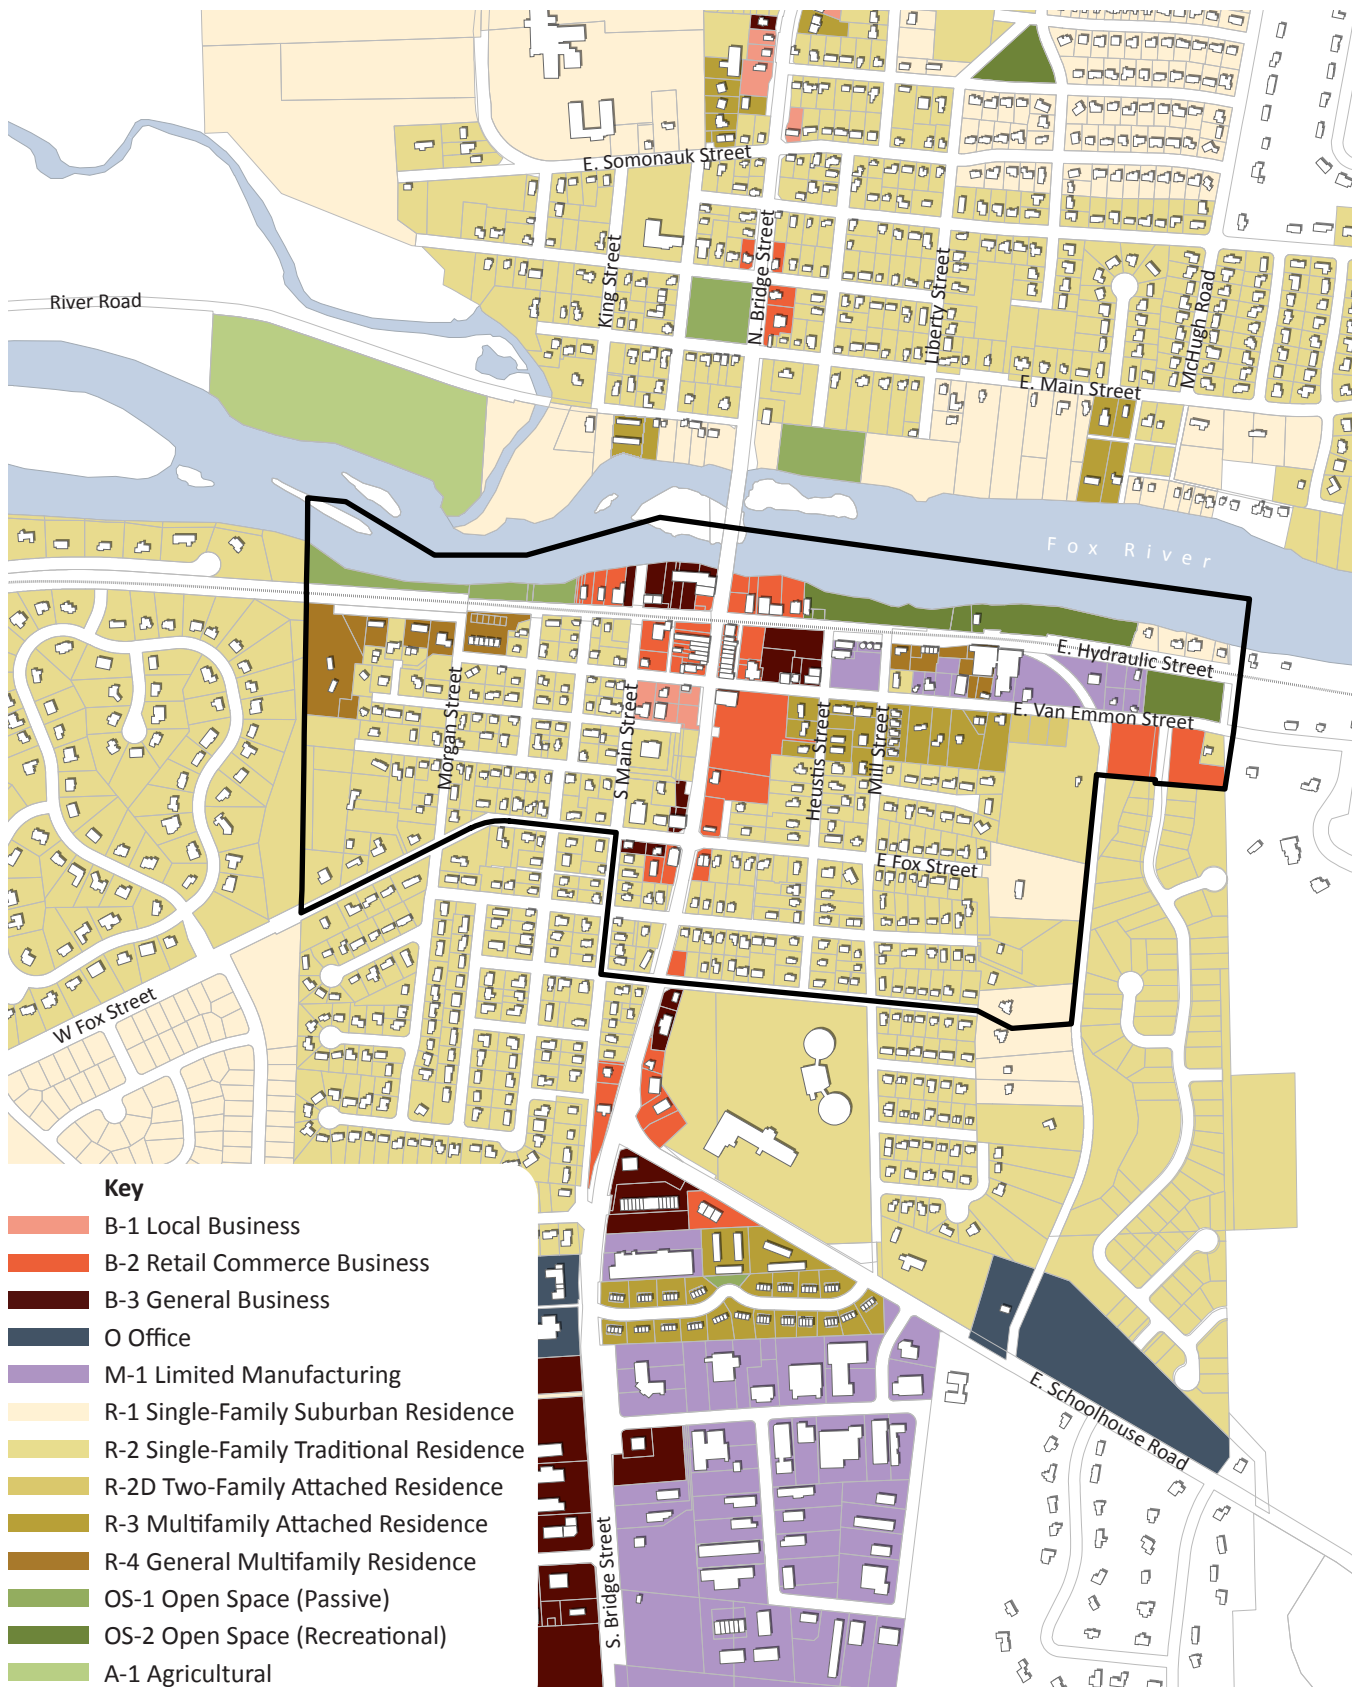 E. Somonauk Street
N. Bridge Street
King Street
Liberty Street
McHugh Road
River Road
E. Main Street
Fox River
E. Hydraulic Street
E. Van Emmon Street
Morgan Street
S Main Street
Heustis Street
Mill Street
E Fox Street
W Fox Street
E. Schoolhouse Road
S. Bridge Street
Key
B-1 Local Business
B-2 Retail Commerce Business
B-3 General Business
O Office
M-1 Limited Manufacturing
R-1 Single-Family Suburban Residence
R-2 Single-Family Traditional Residence
R-2D Two-Family Attached Residence
R-3 Multifamily Attached Residence
R-4 General Multifamily Residence
OS-1 Open Space (Passive)
OS-2 Open Space (Recreational)
A-1 Agricultural